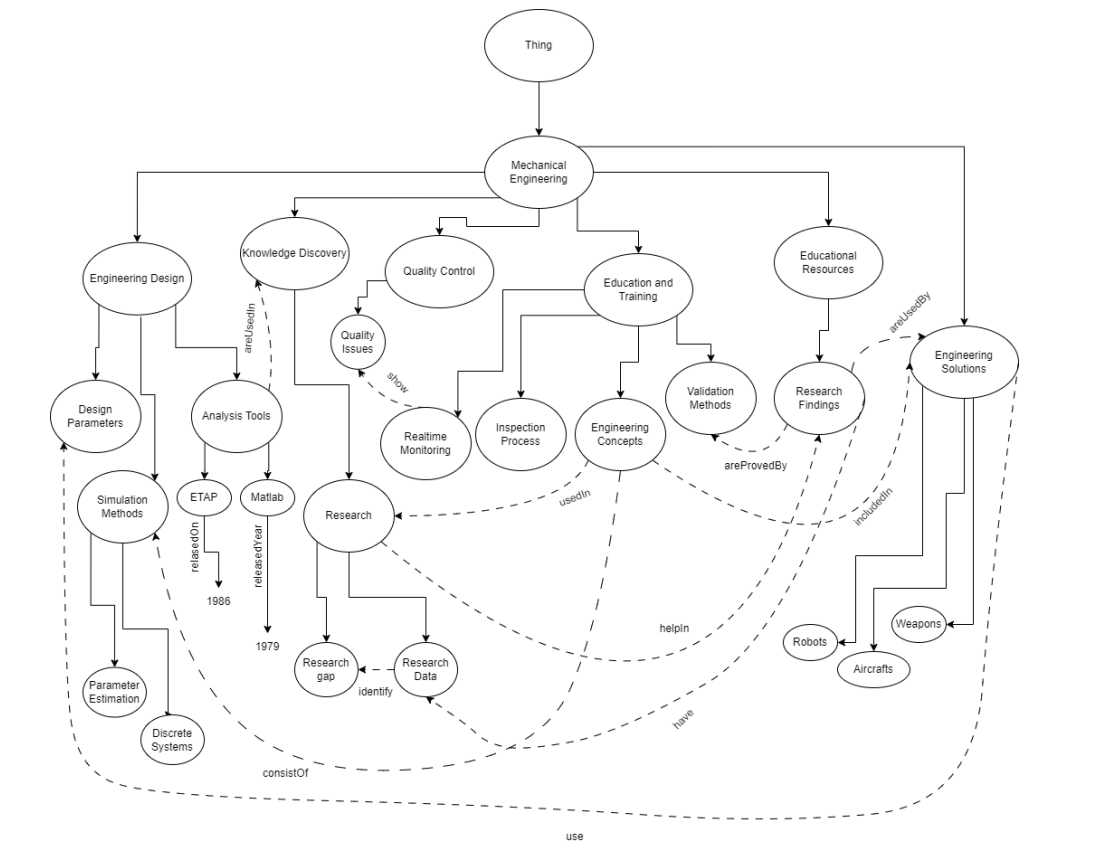 Thing
Mechanical
Engineering
Engineering Design
Knowledge Discovery
Quality Control
Education and
Training
Educational
Resources
Engineering
Solutions
areUsedBy
areUsedIn
Quality
Issues
show
Design
Parameters
Analysis Tools
Realtime
Monitoring
Inspection
Process
Engineering
Concepts
Validation
Methods
Research
Findings
areProvedBy
Simulation
Methods
ETAP
Matlab
Research
usedIn
includedIn
relasedOn
releasedYear
1986
1979
helpIn
Robots
Weapons
Aircrafts
Parameter
Estimation
Research
gap
Research
Data
identify
Discrete
Systems
have
consistOf
use